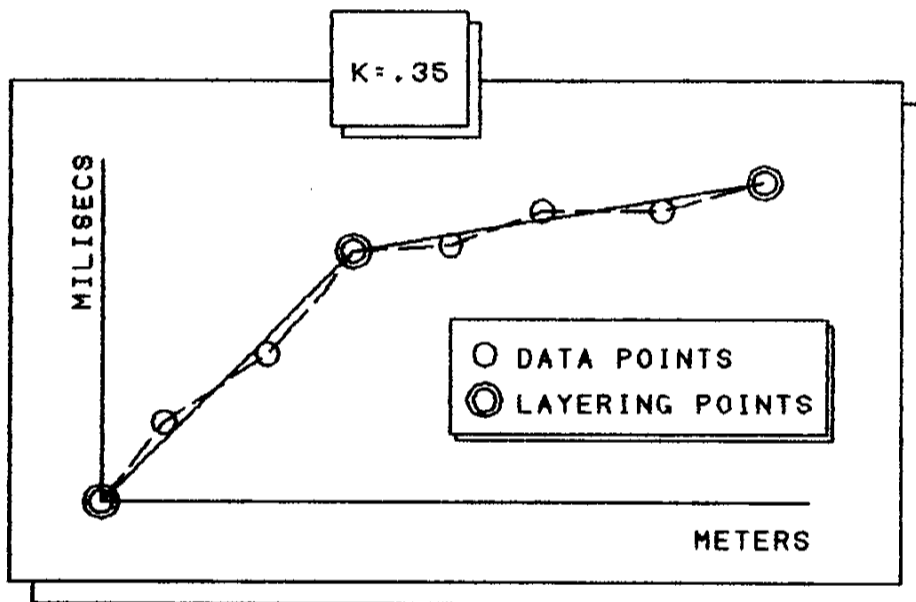 K=.35
MILISECS
DATA POINTS
LAYERING POINTS
METERS